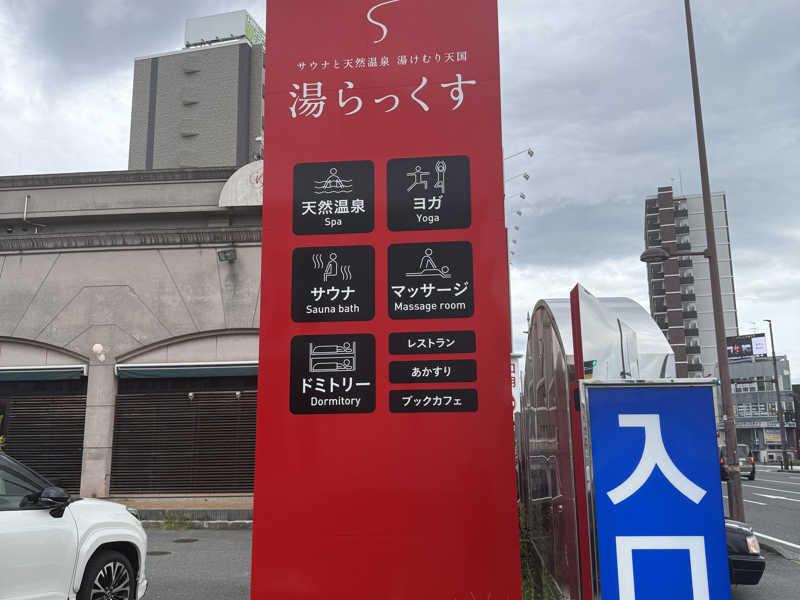 サウナと天然温泉 湯けむり天国
湯らっくす
天然温泉
Spa
ヨガ
Yoga
サウナ
Sauna bath
マッサージ
Massage room
ドミトリー
Dormitory
レストラン
あかすり
ブックカフェ
入口